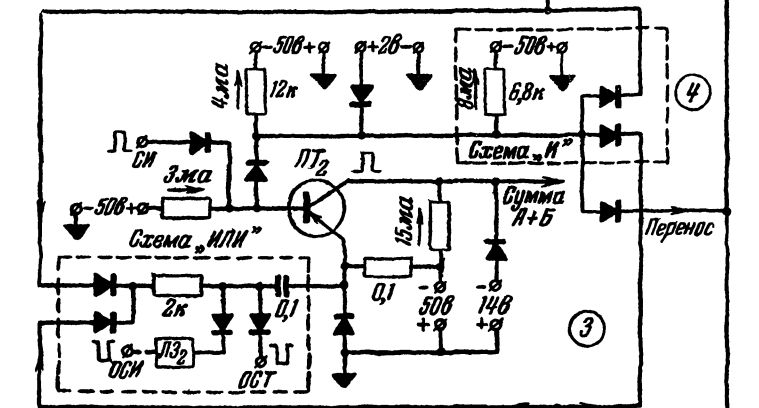 -50в+
+2в-
-50в+
4ма
12к
8ма
6,8к
4
СИ
Схема „И"
3ма
ПТ2
-50в+
Сумма
А+Б
15ма
Перенос
Схема „ИЛИ"
2к
0,1
0,1
-
50в
+
-
14в
+
3
ОСИ
ЛЗ2
ОСТ